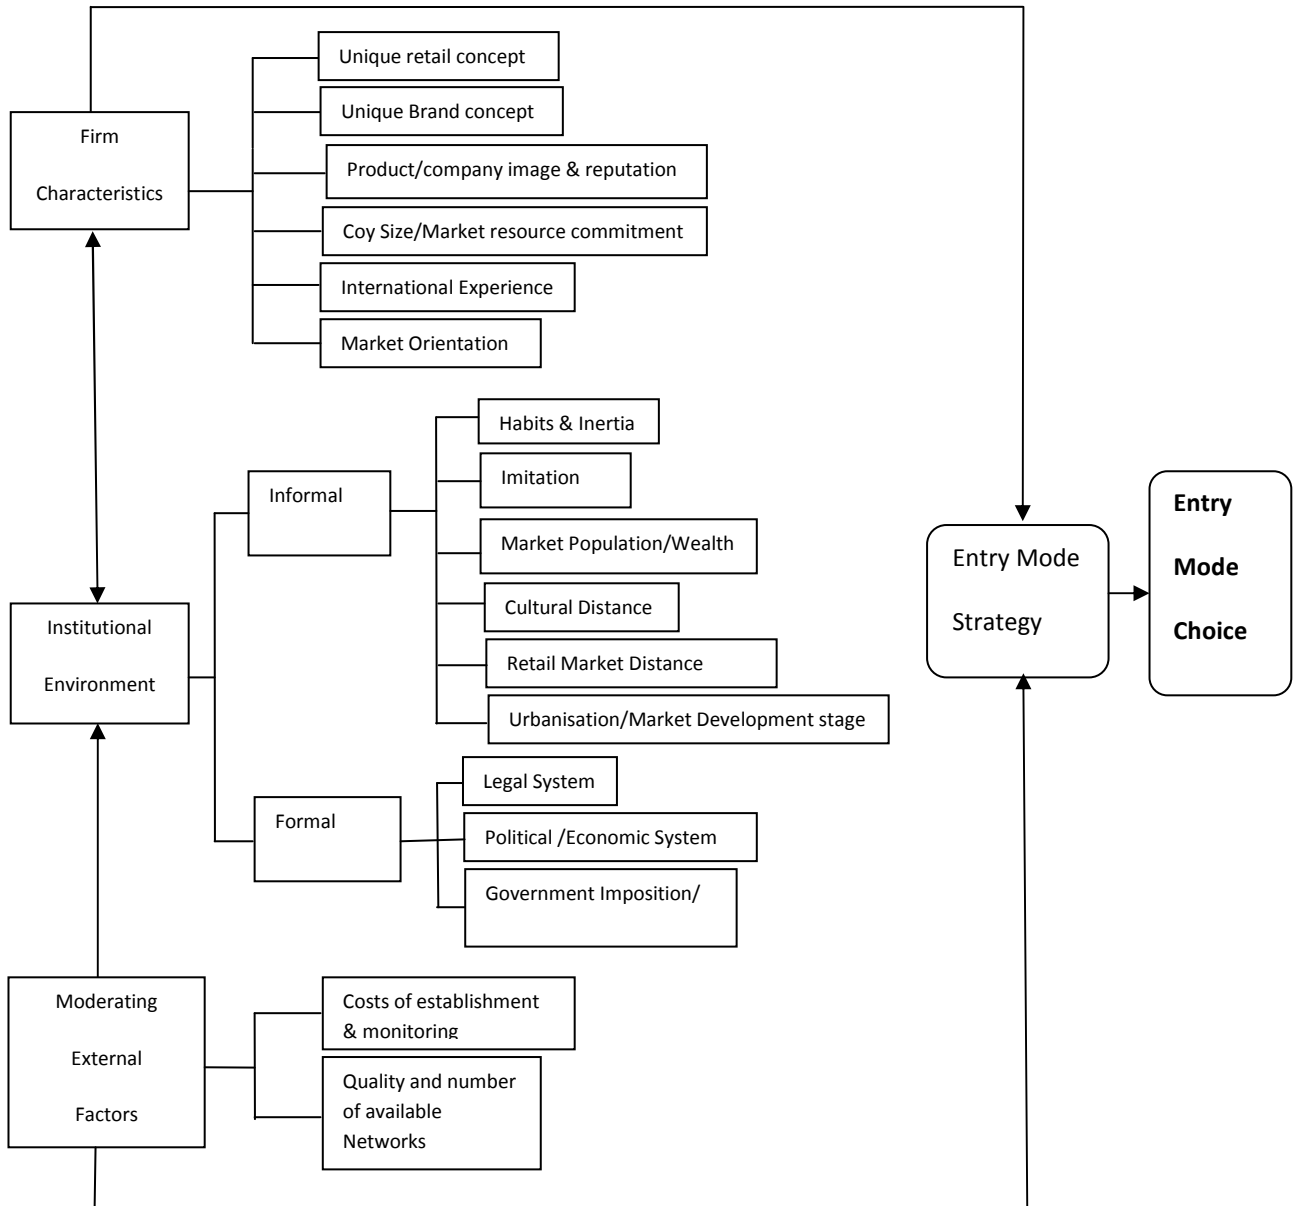 Unique retail concept
Unique Brand concept
Firm
Characteristics
Product/company image & reputation
Coy Size/Market resource commitment
International Experience
Market Orientation
Habits & Inertia
Informal
Imitation
Market Population/Wealth
Cultural Distance
Institutional
Environment
Retail Market Distance
Urbanisation/Market Development stage
Legal System
Formal
Political /Economic System
Government Imposition/
Moderating
External
Factors
Costs of establishment
& monitoring
Quality and number
of available
Networks
Entry Mode
Strategy
Entry
Mode
Choice